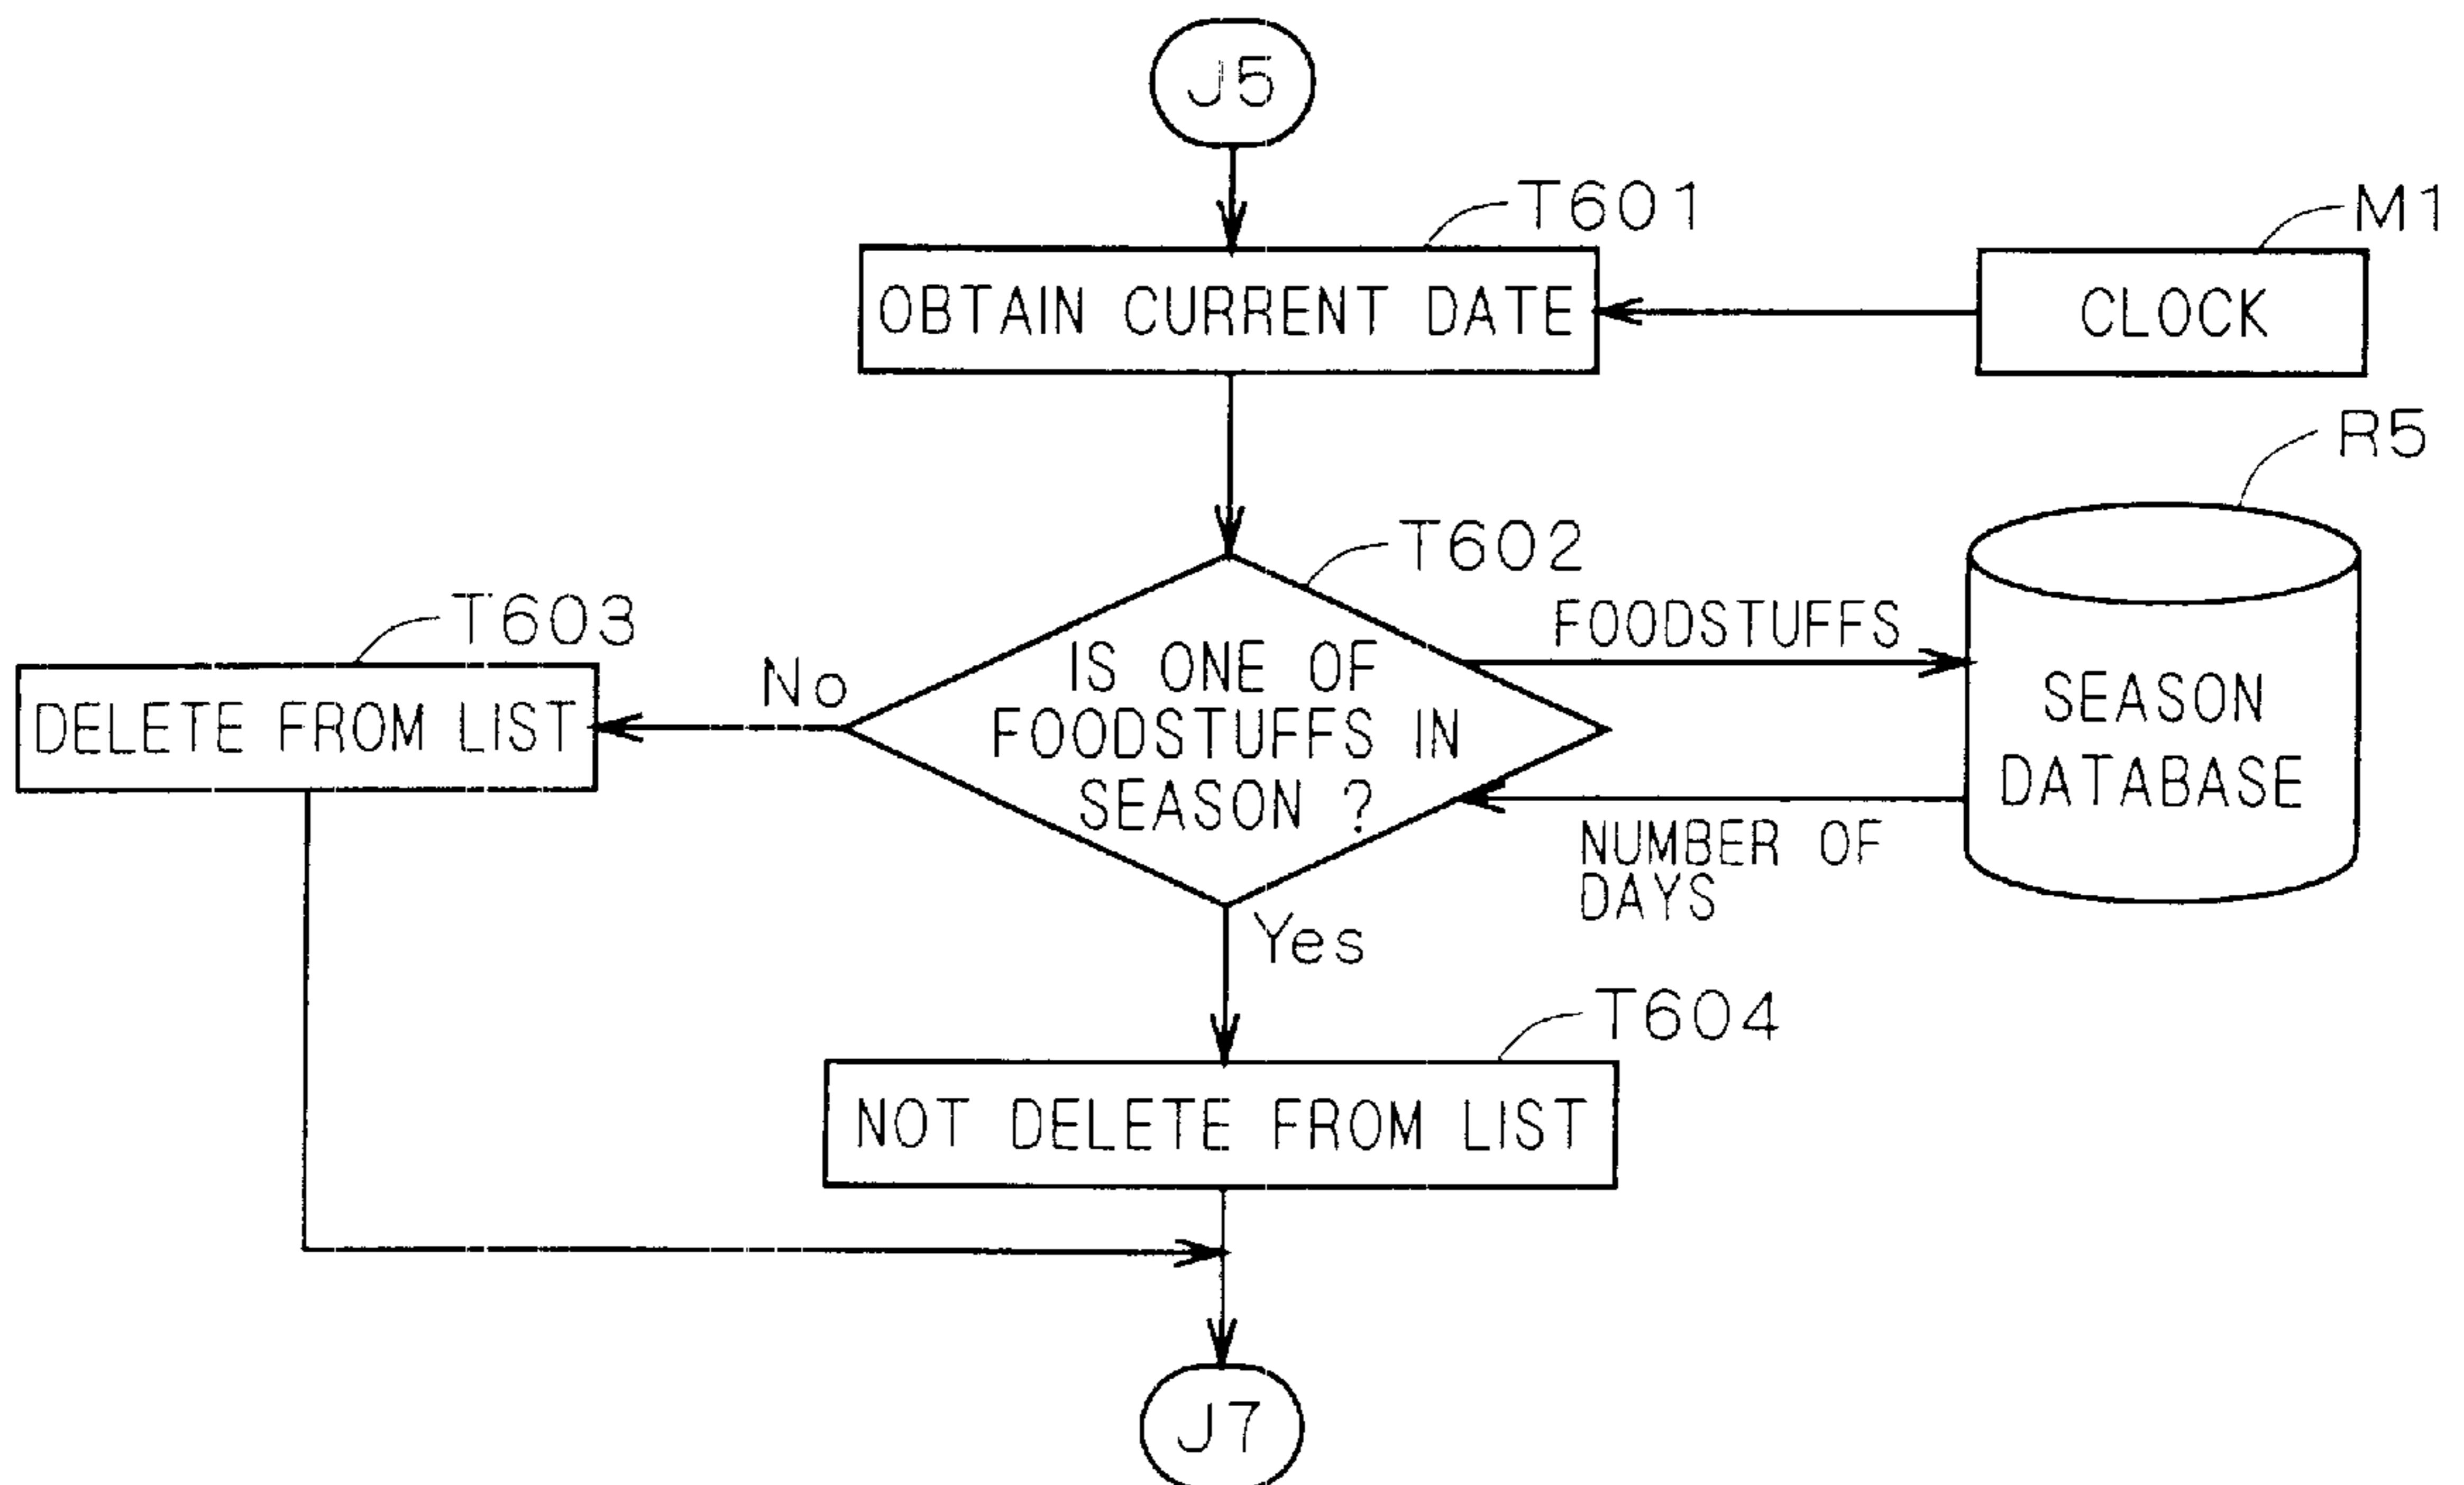 J5
T601
M1
OBTAIN CURRENT DATE
CLOCK
R5
T602
T603
FOODSTUFFS
No
IS ONE OF
FOODSTUFFS IN
SEASON ?
DELETE FROM LIST
SEASON
DATABASE
NUMBER OF
DAYS
Yes
T604
NOT DELETE FROM LIST
J7